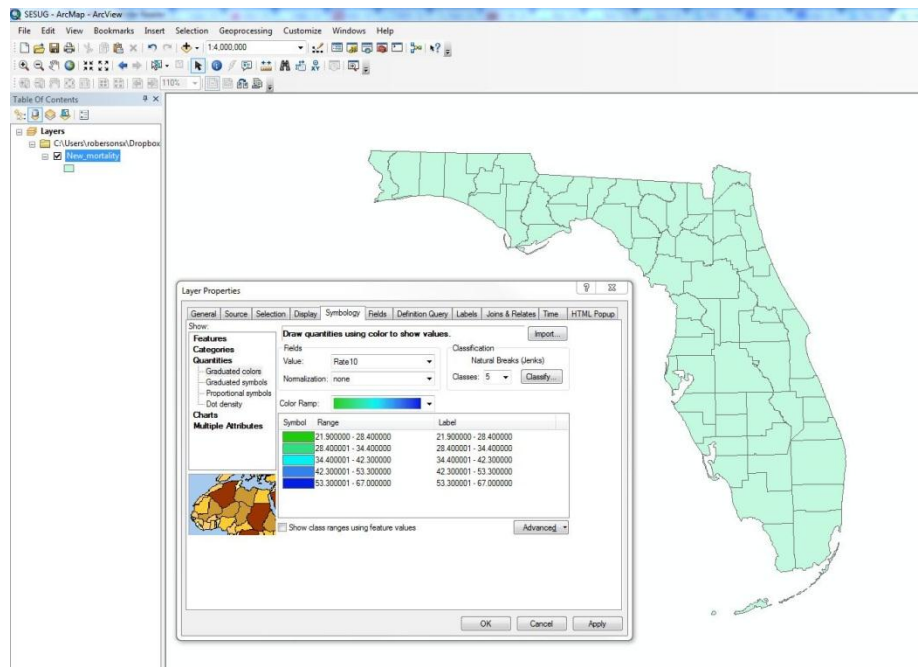 SESUG - ArcMap - ArcView
File Edit View Bookmarks Insert Selection Geoprocessing Customize Windows Help
1:4,000,000
110%
Table Of Contents
Layers
C:\Users\robersonsx\Dropbox
New_mortality
Layer Properties
General Source Selection Display Symbology Fields Definition Query Labels Joins & Relates Time HTML Popup
Show:
Features
Categories
Quantities
Graduated colors
Graduated symbols
Proportional symbols
Dot density
Charts
Multiple Attributes
Draw quantities using color to show values.
Import...
Fields
Value: Rate10
Normalization: none
Classification
Natural Breaks (Jenks)
Classes: 5 Classify...
Color Ramp:
Symbol Range Label
21.900000 - 28.400000 21.900000 - 28.400000
28.400001 - 34.400000 28.400001 - 34.400000
34.400001 - 42.300000 34.400001 - 42.300000
42.300001 - 53.300000 42.300001 - 53.300000
53.300001 - 67.000000 53.300001 - 67.000000
Show class ranges using feature values
Advanced
OK Cancel Apply